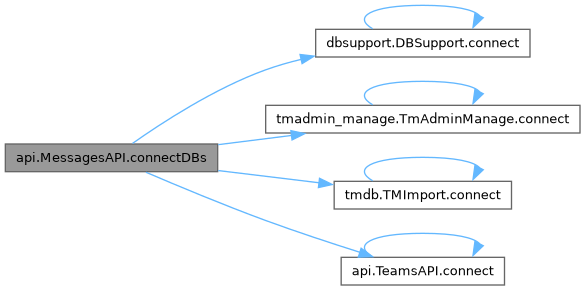 dbsupport.DBSupport.connect
tmadmin_manage.TmAdminManage.connect
api.MessagesAPI.connectDBs
tmdb.TMImport.connect
api.TeamsAPI.connect